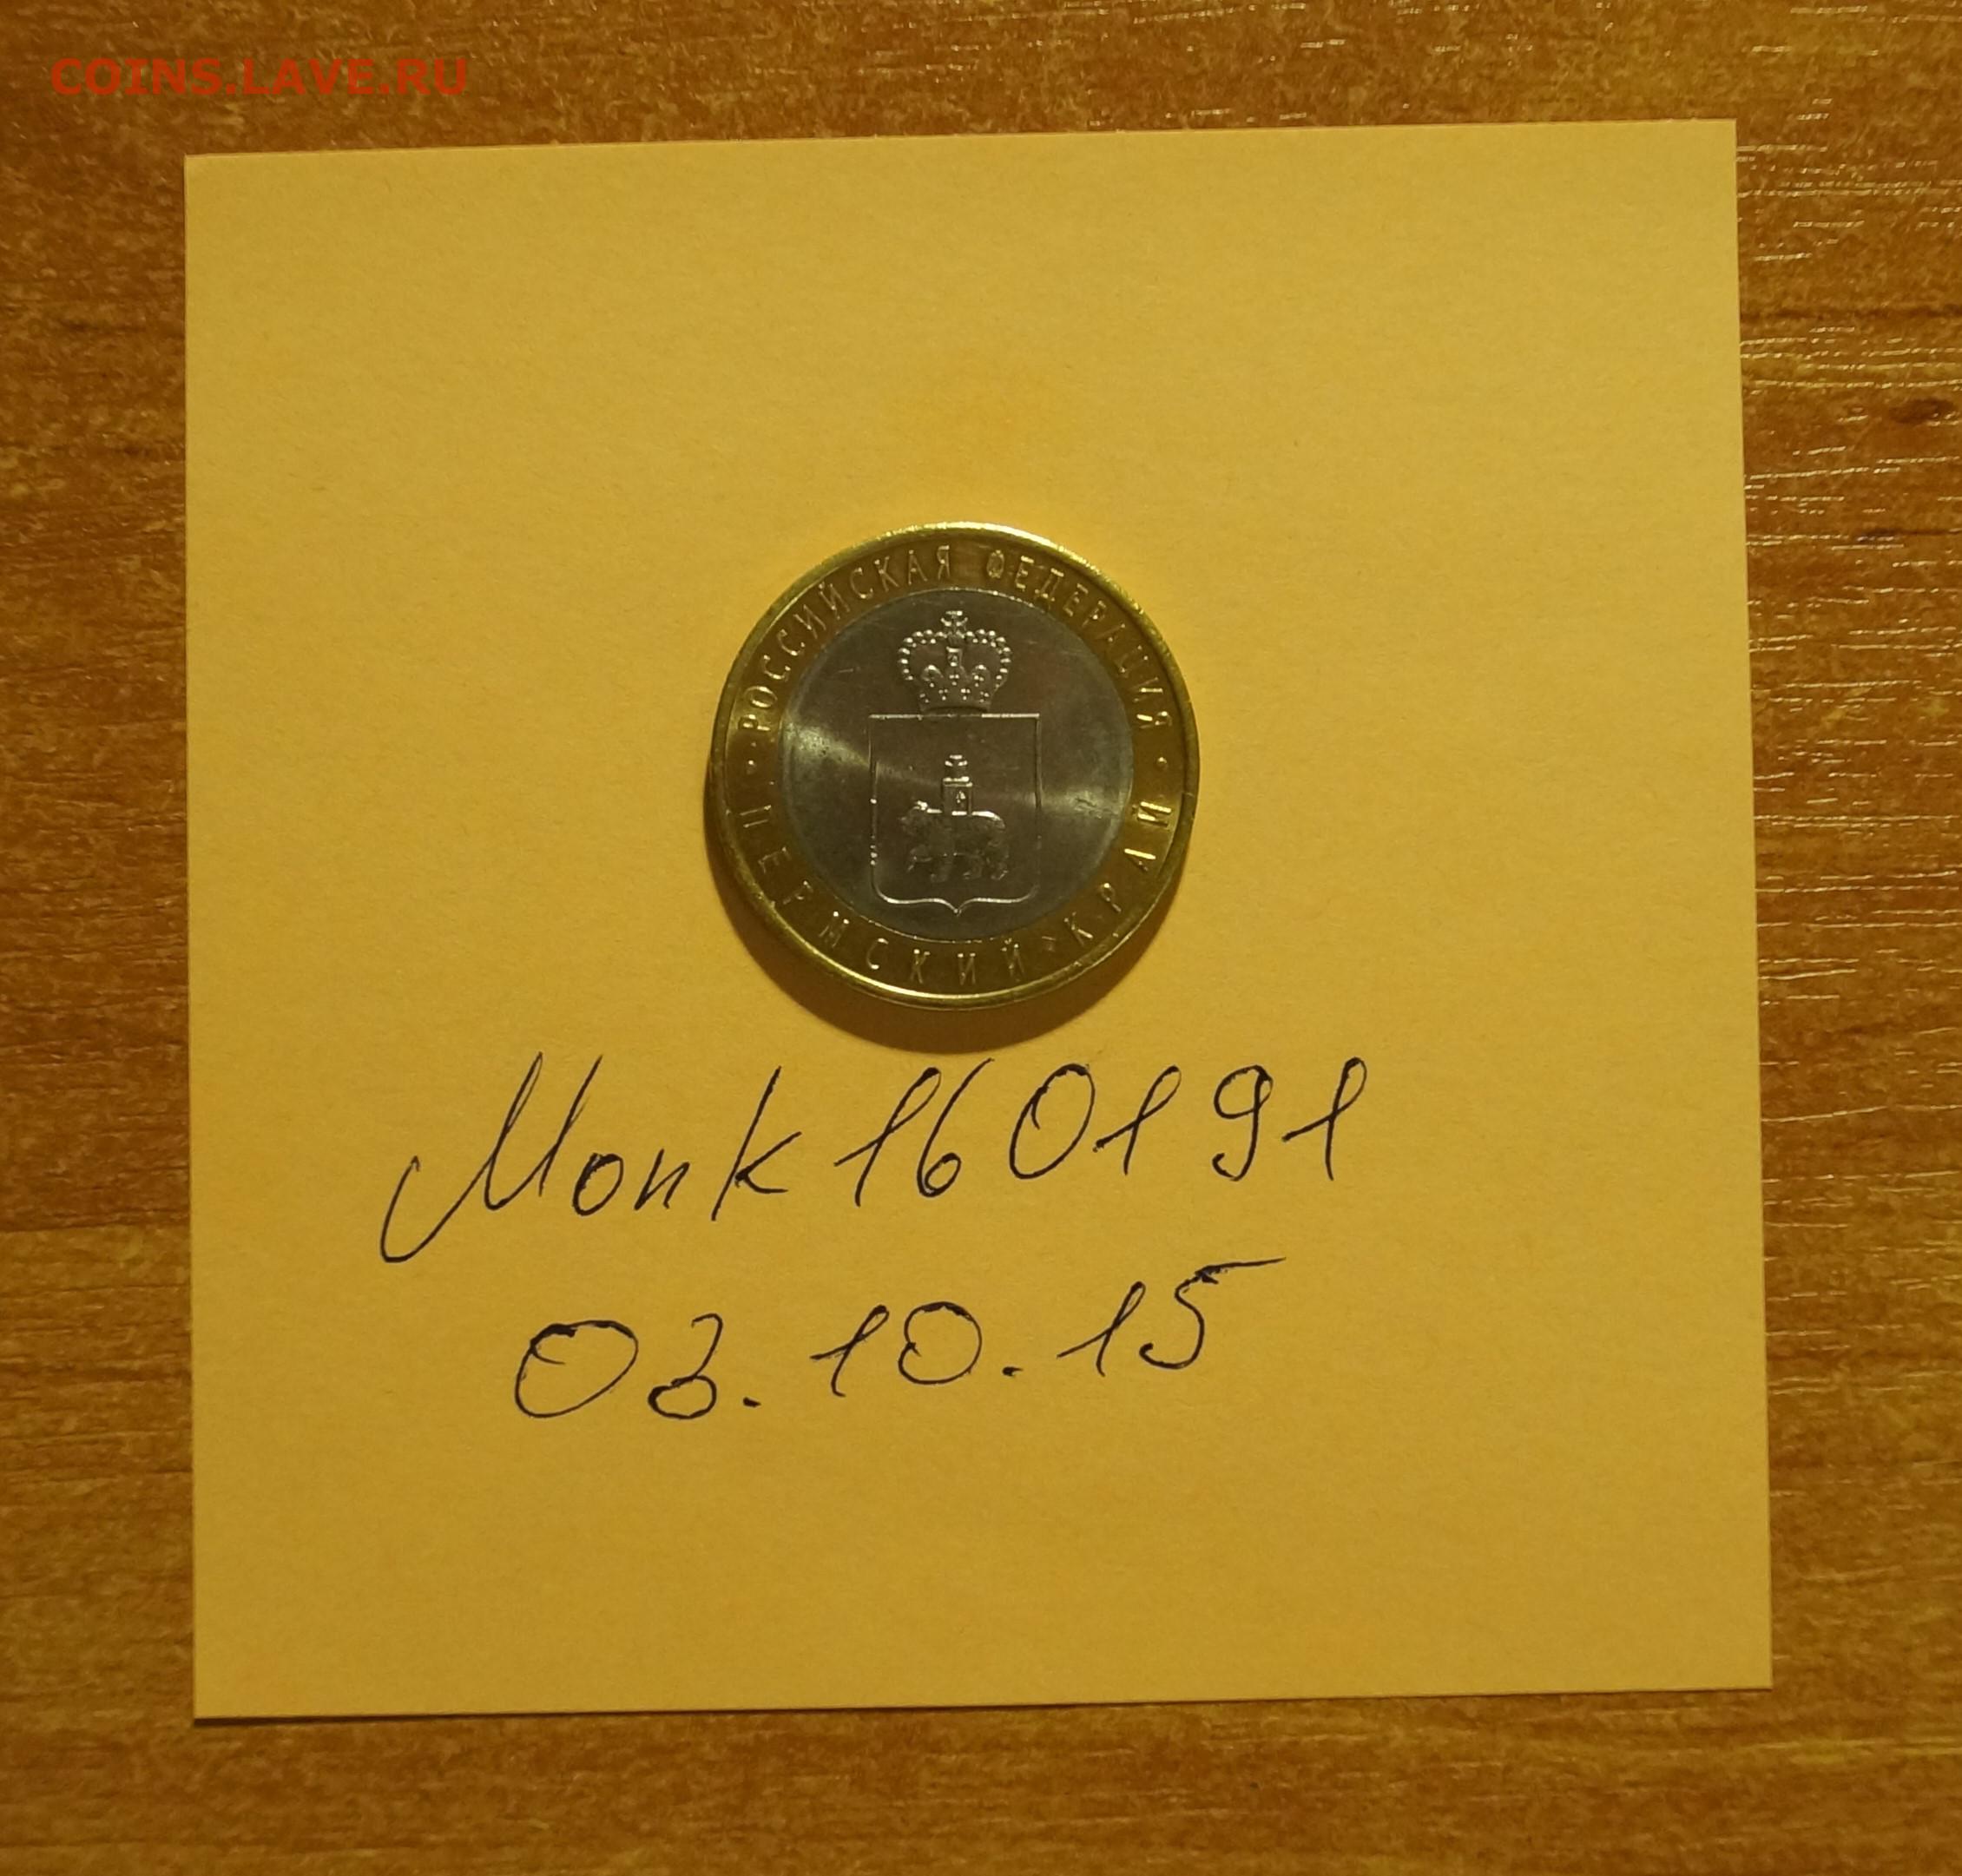 COINS.LAVE.RU
РОССИЙСКАЯ ФЕДЕРАЦИЯ
ПЕРМСКИЙ КРАЙ
Monk160191
03.10.15